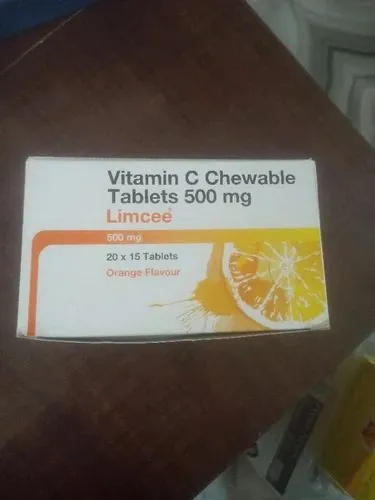 Vitamin C Chewable
Tablets 500 mg
Limcee®
500 mg
20 x 15 Tablets
Orange Flavour